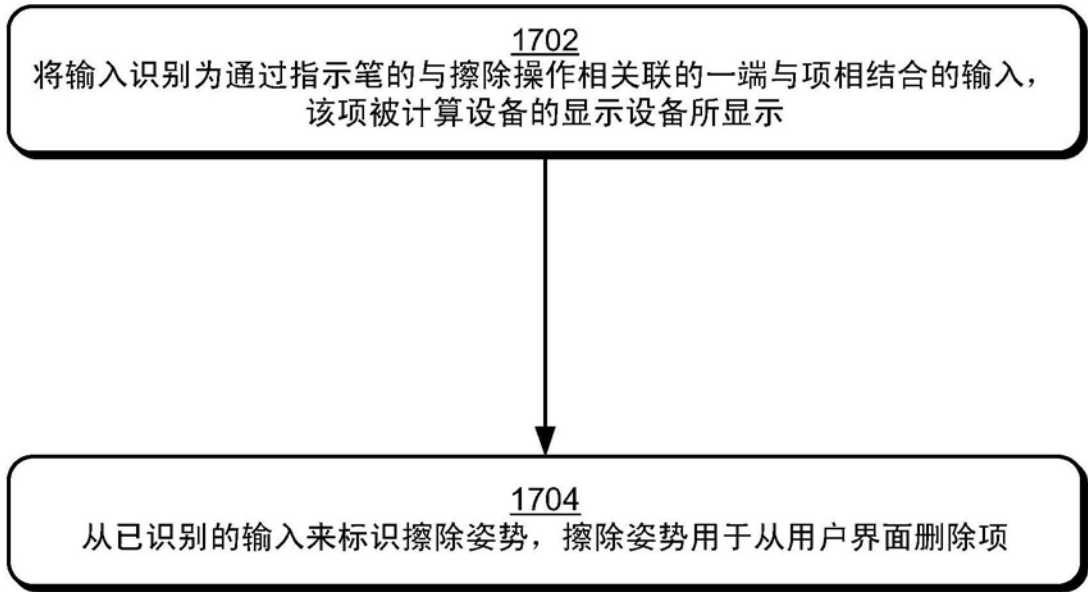 1702
将输入识别为通过指示笔的与擦除操作相关联的一端与项相结合的输入，
该项被计算设备的显示设备所显示
1704
从已识别的输入来标识擦除姿势，擦除姿势用于从用户界面删除项